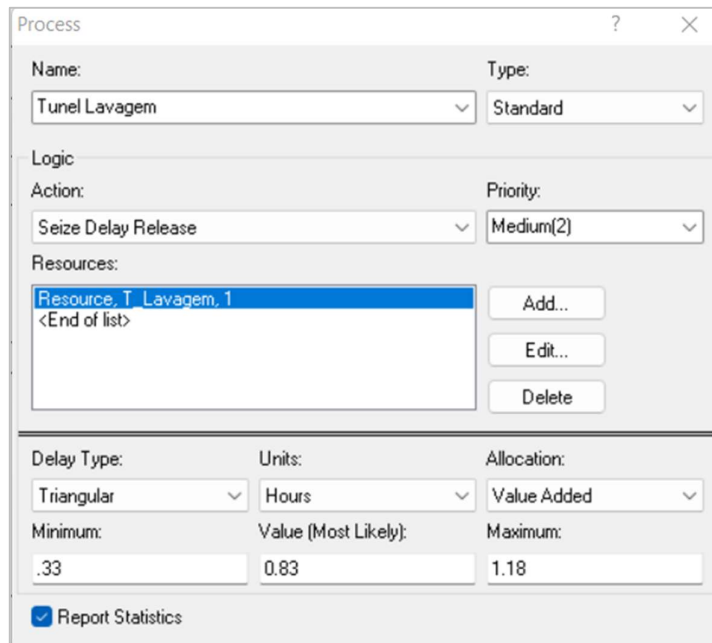 Process ?
Name: Type:
Tunel Lavagem Standard
Logic
Action: Priority:
Seize Delay Release Medium(2)
Resources:
Resource, T_Lavagem, 1 Add...
<End of list>
Edit...
Delete
Delay Type: Units: Allocation:
Triangular Hours Value Added
Minimum: Value (Most Likely): Maximum:
.33 0.83 1.18
Report Statistics